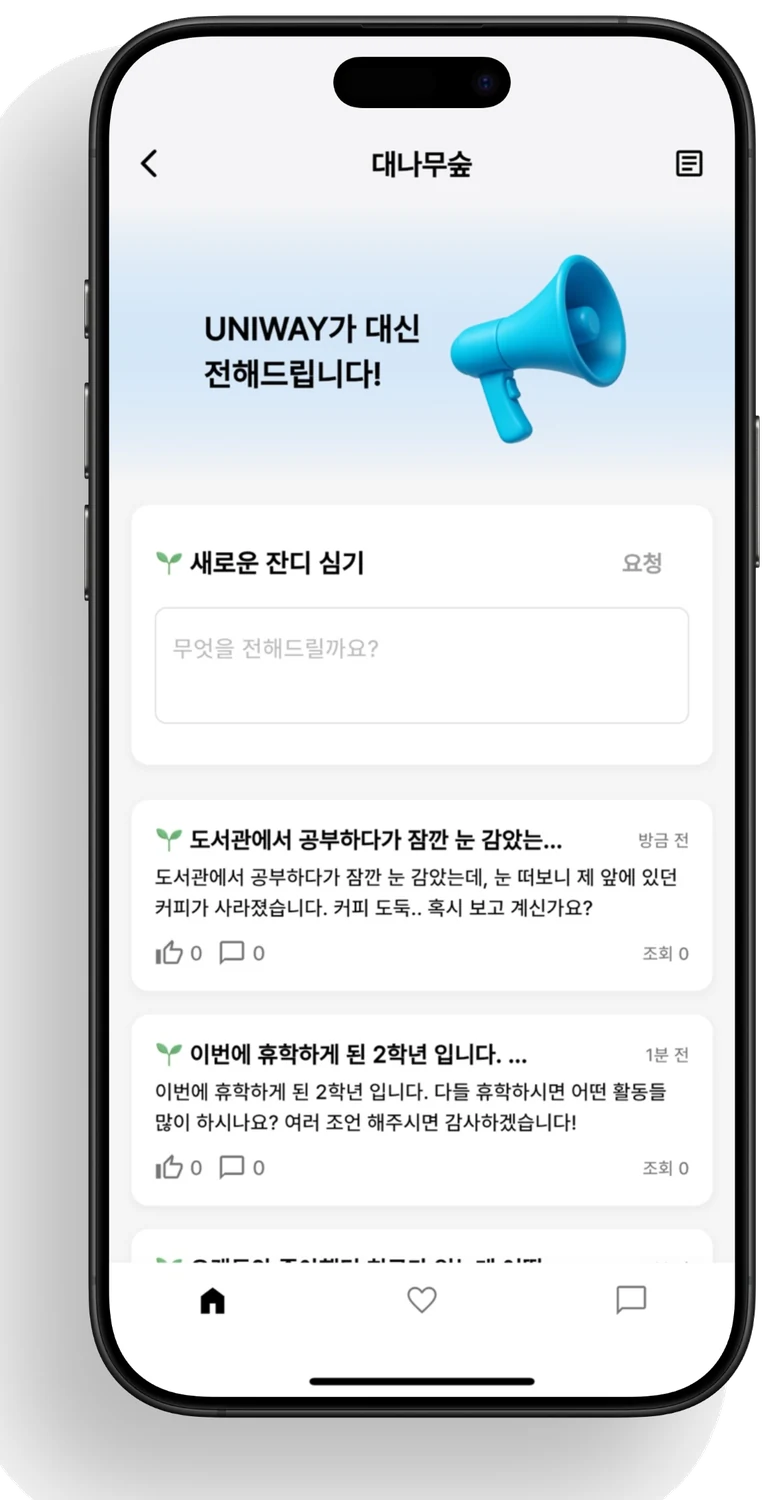 대나무숲
UNIWAY가 대신
전해드립니다!
새로운 잔디 심기
요청
무엇을 전해드릴까요?
도서관에서 공부하다가 잠깐 눈 감았는...
방금 전
도서관에서 공부하다가 잠깐 눈 감았는데, 눈 떠보니 제 앞에 있던
커피가 사라졌습니다. 커피 도둑.. 혹시 보고 계신가요?
0 0
조회 0
이번에 휴학하게 된 2학년 입니다. ...
1분 전
이번에 휴학하게 된 2학년 입니다. 다들 휴학하시면 어떤 활동들
많이 하시나요? 여러 조언 해주시면 감사하겠습니다!
0 0
조회 0